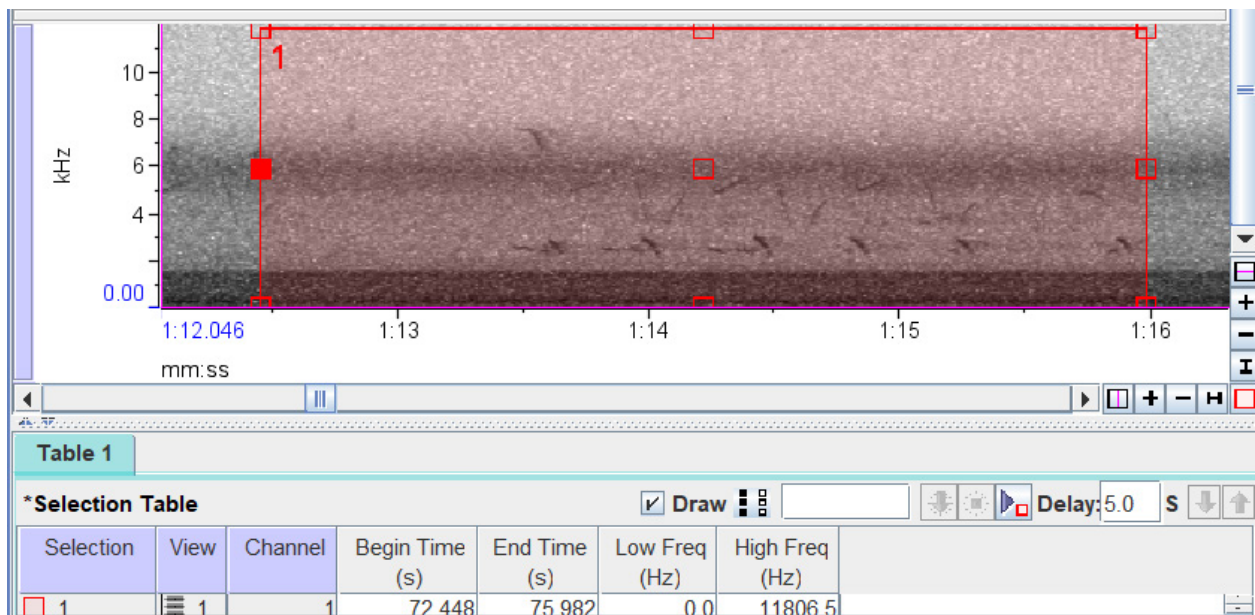 1
10
8
6
4
0.00
kHz
1:12.046 1:13 1:14 1:15 1:16
mm:ss
Table 1
*Selection Table Draw Delay: 5.0 S
Selection View Channel Begin Time (s) End Time (s) Low Freq (Hz) High Freq (Hz)
1 1 1 72.448 75.982 0.0 11806.5